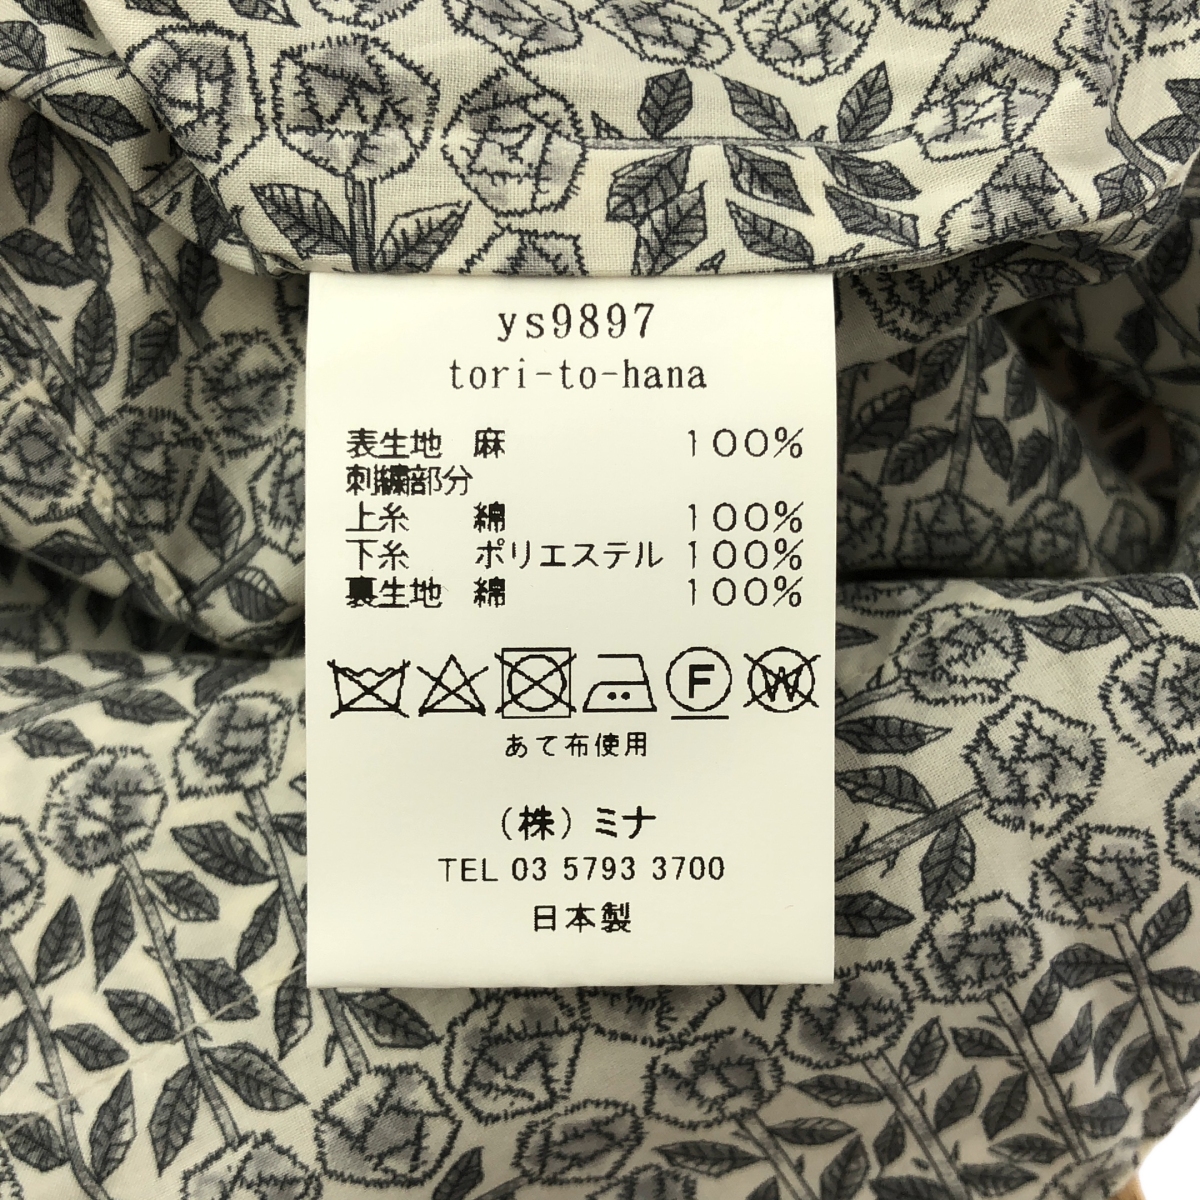 ys9897
tori-to-hana
表生地 麻 100%
刺繍部分
上糸 綿 100%
下糸 ポリエステル 100%
裏生地 綿 100%
F
W
あて布使用
(株) ミナ
TEL 03 5793 3700
日本製